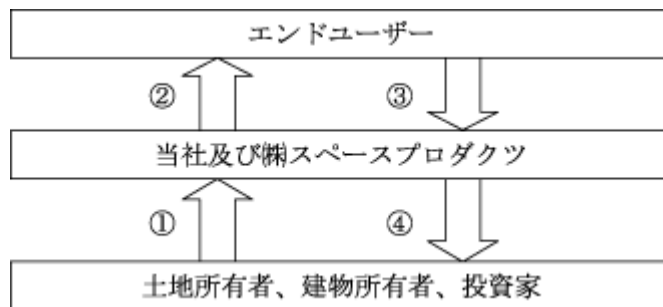 エンドユーザー
② ③
当社及び㈱スペースプロダクツ
① ④
土地所有者、建物所有者、投資家